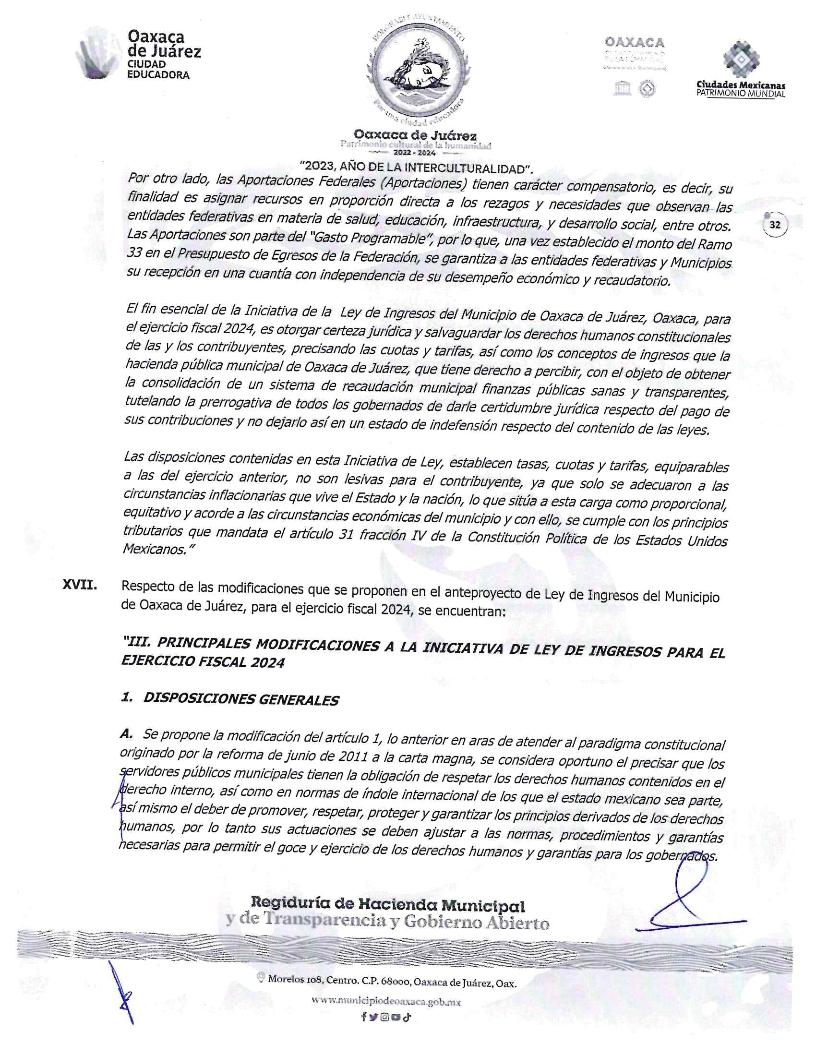 Oaxaca
de Juárez
CIUDAD
EDUCADORA
Oaxaca de Juárez
Patrimonio cultural de la humanidad
2022 - 2024
OAXACA
Ciudades Mexicanas
PATRIMONIO MUNDIAL
32
"2023, AÑO DE LA INTERCULTURALIDAD".
Por otro lado, las Aportaciones Federales (Aportaciones) tienen carácter compensatorio, es decir, su
finalidad es asignar recursos en proporción directa a los rezagos y necesidades que observan las
entidades federativas en materia de salud, educación, infraestructura, y desarrollo social, entre otros.
Las Aportaciones son parte del "Gasto Programable", por lo que, una vez establecido el monto del Ramo
33 en el Presupuesto de Egresos de la Federación, se garantiza a las entidades federativas y Municipios
su recepción en una cuantía con independencia de su desempeño económico y recaudatorio.
El fin esencial de la Iniciativa de la Ley de Ingresos del Municipio de Oaxaca de Juárez, Oaxaca, para
el ejercicio fiscal 2024, es otorgar certeza jurídica y salvaguardar los derechos humanos constitucionales
de las y los contribuyentes, precisando las cuotas y tarifas, así como los conceptos de ingresos que la
hacienda pública municipal de Oaxaca de Juárez, que tiene derecho a percibir, con el objeto de obtener
la consolidación de un sistema de recaudación municipal finanzas públicas sanas y transparentes,
tutelando la prerrogativa de todos los gobernados de darle certidumbre jurídica respecto del pago de
sus contribuciones y no dejarlo así en un estado de indefensión respecto del contenido de las leyes.
Las disposiciones contenidas en esta Iniciativa de Ley, establecen tasas, cuotas y tarifas, equiparables
a las del ejercicio anterior, no son lesivas para el contribuyente, ya que solo se adecuaron a las
circunstancias inflacionarias que vive el Estado y la nación, lo que sitúa a esta carga como proporcional,
equitativo y acorde a las circunstancias económicas del municipio y con ello, se cumple con los principios
tributarios que mandata el artículo 31 fracción IV de la Constitución Política de los Estados Unidos
Mexicanos."
XVII. Respecto de las modificaciones que se proponen en el anteproyecto de Ley de Ingresos del Municipio
de Oaxaca de Juárez, para el ejercicio fiscal 2024, se encuentran:
"III. PRINCIPALES MODIFICACIONES A LA INICIATIVA DE LEY DE INGRESOS PARA EL
EJERCICIO FISCAL 2024
1. DISPOSICIONES GENERALES
A. Se propone la modificación del artículo 1, lo anterior en aras de atender al paradigma constitucional
originado por la reforma de junio de 2011 a la carta magna, se considera oportuno el precisar que los
servidores públicos municipales tienen la obligación de respetar los derechos humanos contenidos en el
derecho interno, así como en normas de índole internacional de los que el estado mexicano sea parte,
así mismo el deber de promover, respetar, proteger y garantizar los principios derivados de los derechos
humanos, por lo tanto sus actuaciones se deben ajustar a las normas, procedimientos y garantías
necesarias para permitir el goce y ejercicio de los derechos humanos y garantías para los gobernados.
Regiduría de Hacienda Municipal
y de Transparencia y Gobierno Abierto
Morelos 108, Centro. C.P. 68000, Oaxaca de Juárez, Oax.
www.municipiodeoaxaca.gob.mx